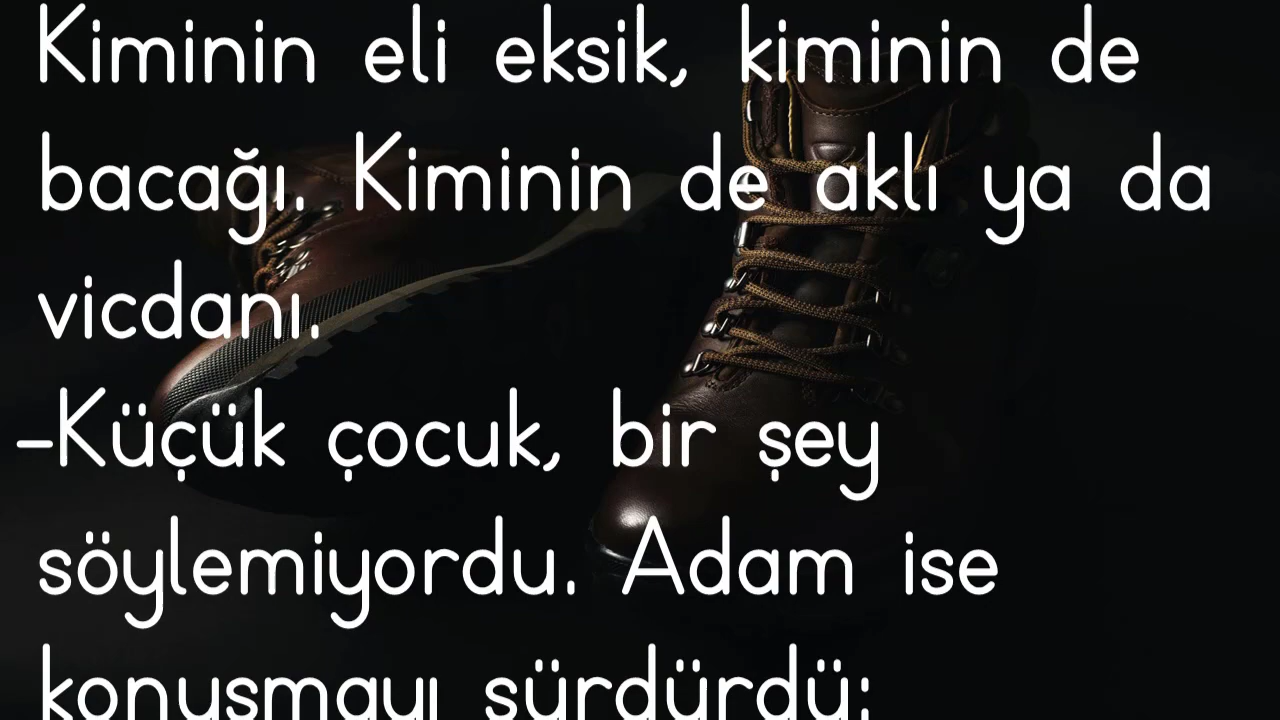 Kiminin eli eksik, kiminin de
bacağı. Kiminin de aklı ya da
vicdanı.
-Küçük çocuk, bir şey
söylemiyordu. Adam ise
konuşmayı sürdürdü: